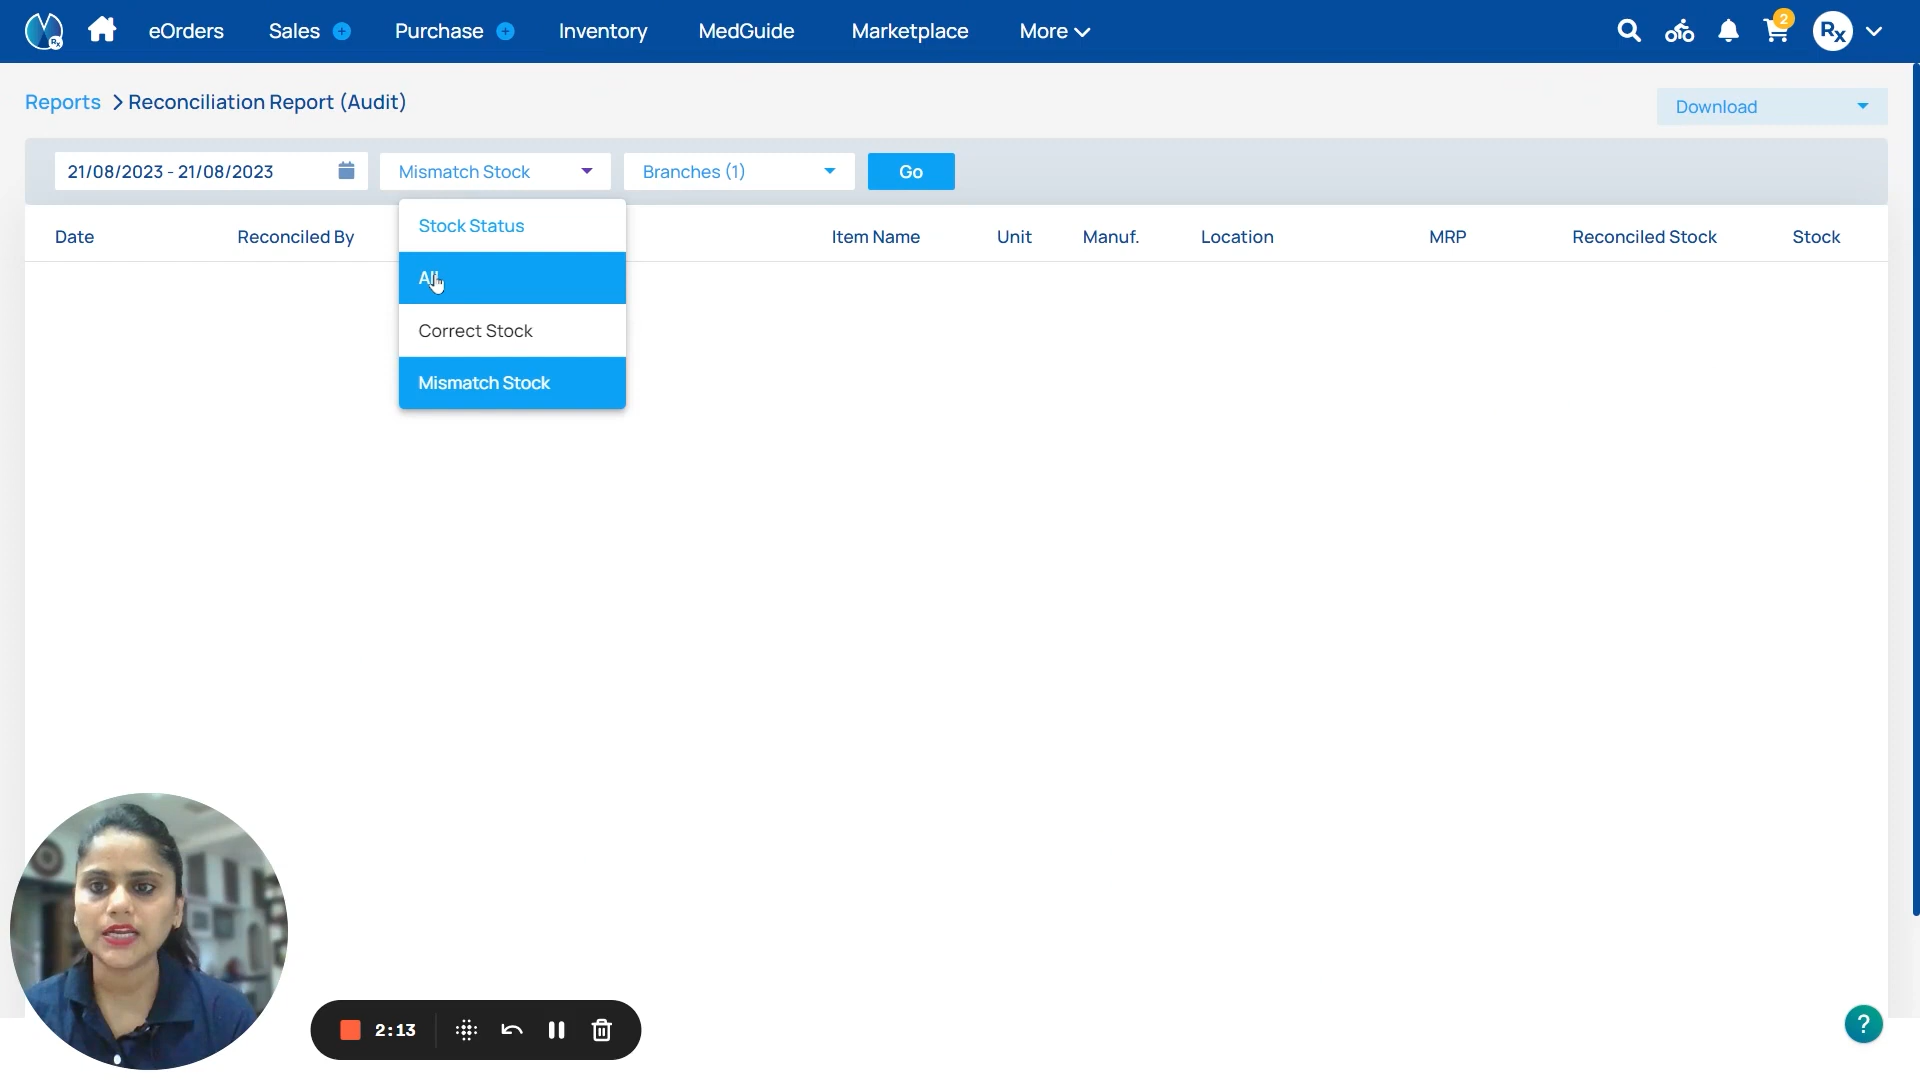 eOrders Sales + Purchase + Inventory MedGuide Marketplace More 2 Rx
Reports > Reconciliation Report (Audit)
Download
21/08/2023 - 21/08/2023 Mismatch Stock Branches (1) Go
Stock Status
Date Reconciled By Item Name Unit Manuf. Location MRP Reconciled Stock Stock
All
Correct Stock
Mismatch Stock
2:13
?